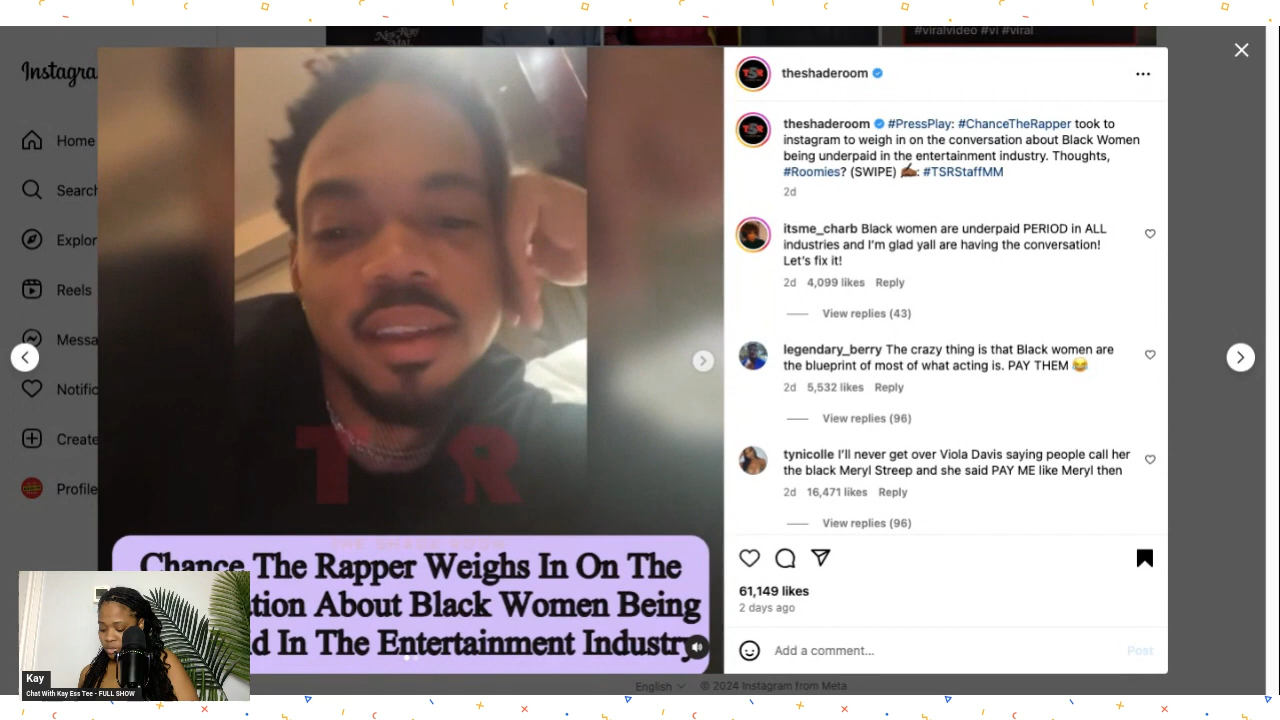 #viralvideo #vi #viral
Instagra
Home
Search
Explor
Reels
Messa
Notific
Create
Profile
theshaderoom
theshaderoom #PressPlay: #ChanceTheRapper took to
instagram to weigh in on the conversation about Black Women
being underpaid in the entertainment industry. Thoughts,
#Roomies? (SWIPE) ✍🏾: #TSRStaffMM
2d
itsme_charb Black women are underpaid PERIOD in ALL
industries and I'm glad yall are having the conversation!
Let's fix it!
2d 4,099 likes Reply
View replies (43)
legendary_berry The crazy thing is that Black women are
the blueprint of most of what acting is. PAY THEM 😂
2d 5,532 likes Reply
View replies (96)
tynicolle I'll never get over Viola Davis saying people call her
the black Meryl Streep and she said PAY ME like Meryl then
2d 16,471 likes Reply
View replies (96)
61,149 likes
2 days ago
Add a comment... Post
T R
Chance The Rapper Weighs In On The
tion About Black Women Being
d In The Entertainment Industry
Kay
Chat With Kay Ess Tee - FULL SHOW
English © 2024 Instagram from Meta